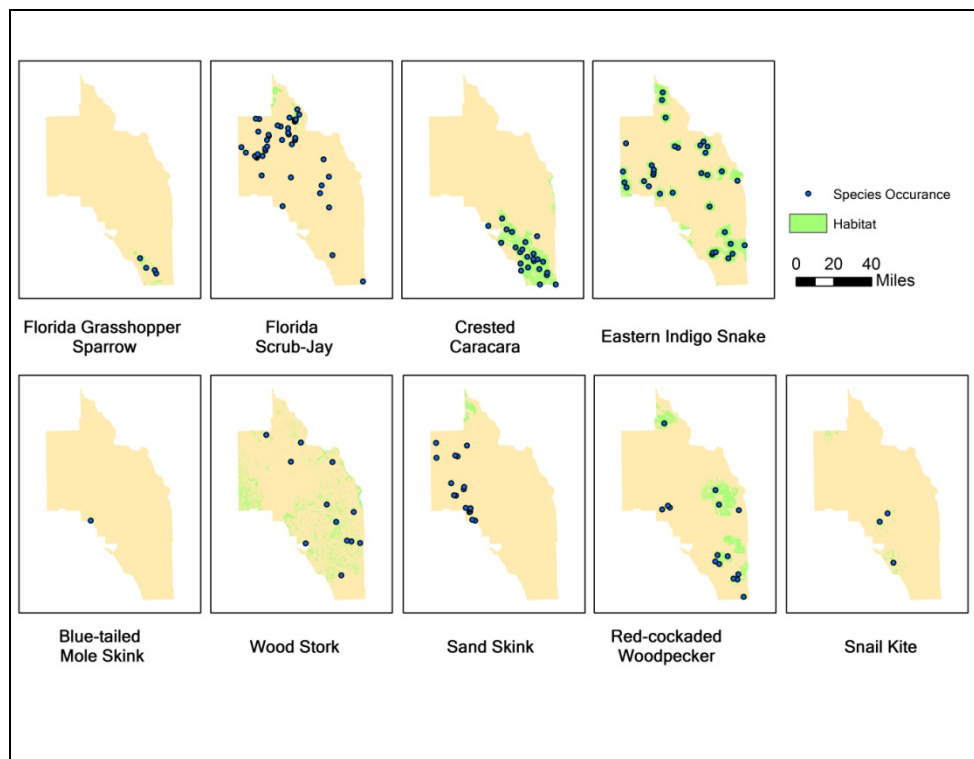 Species Occurance
Habitat
0 20 40
Miles
Florida Grasshopper
Sparrow
Florida
Scrub-Jay
Crested
Caracara
Eastern Indigo Snake
Blue-tailed
Mole Skink
Wood Stork
Sand Skink
Red-cockaded
Woodpecker
Snail Kite